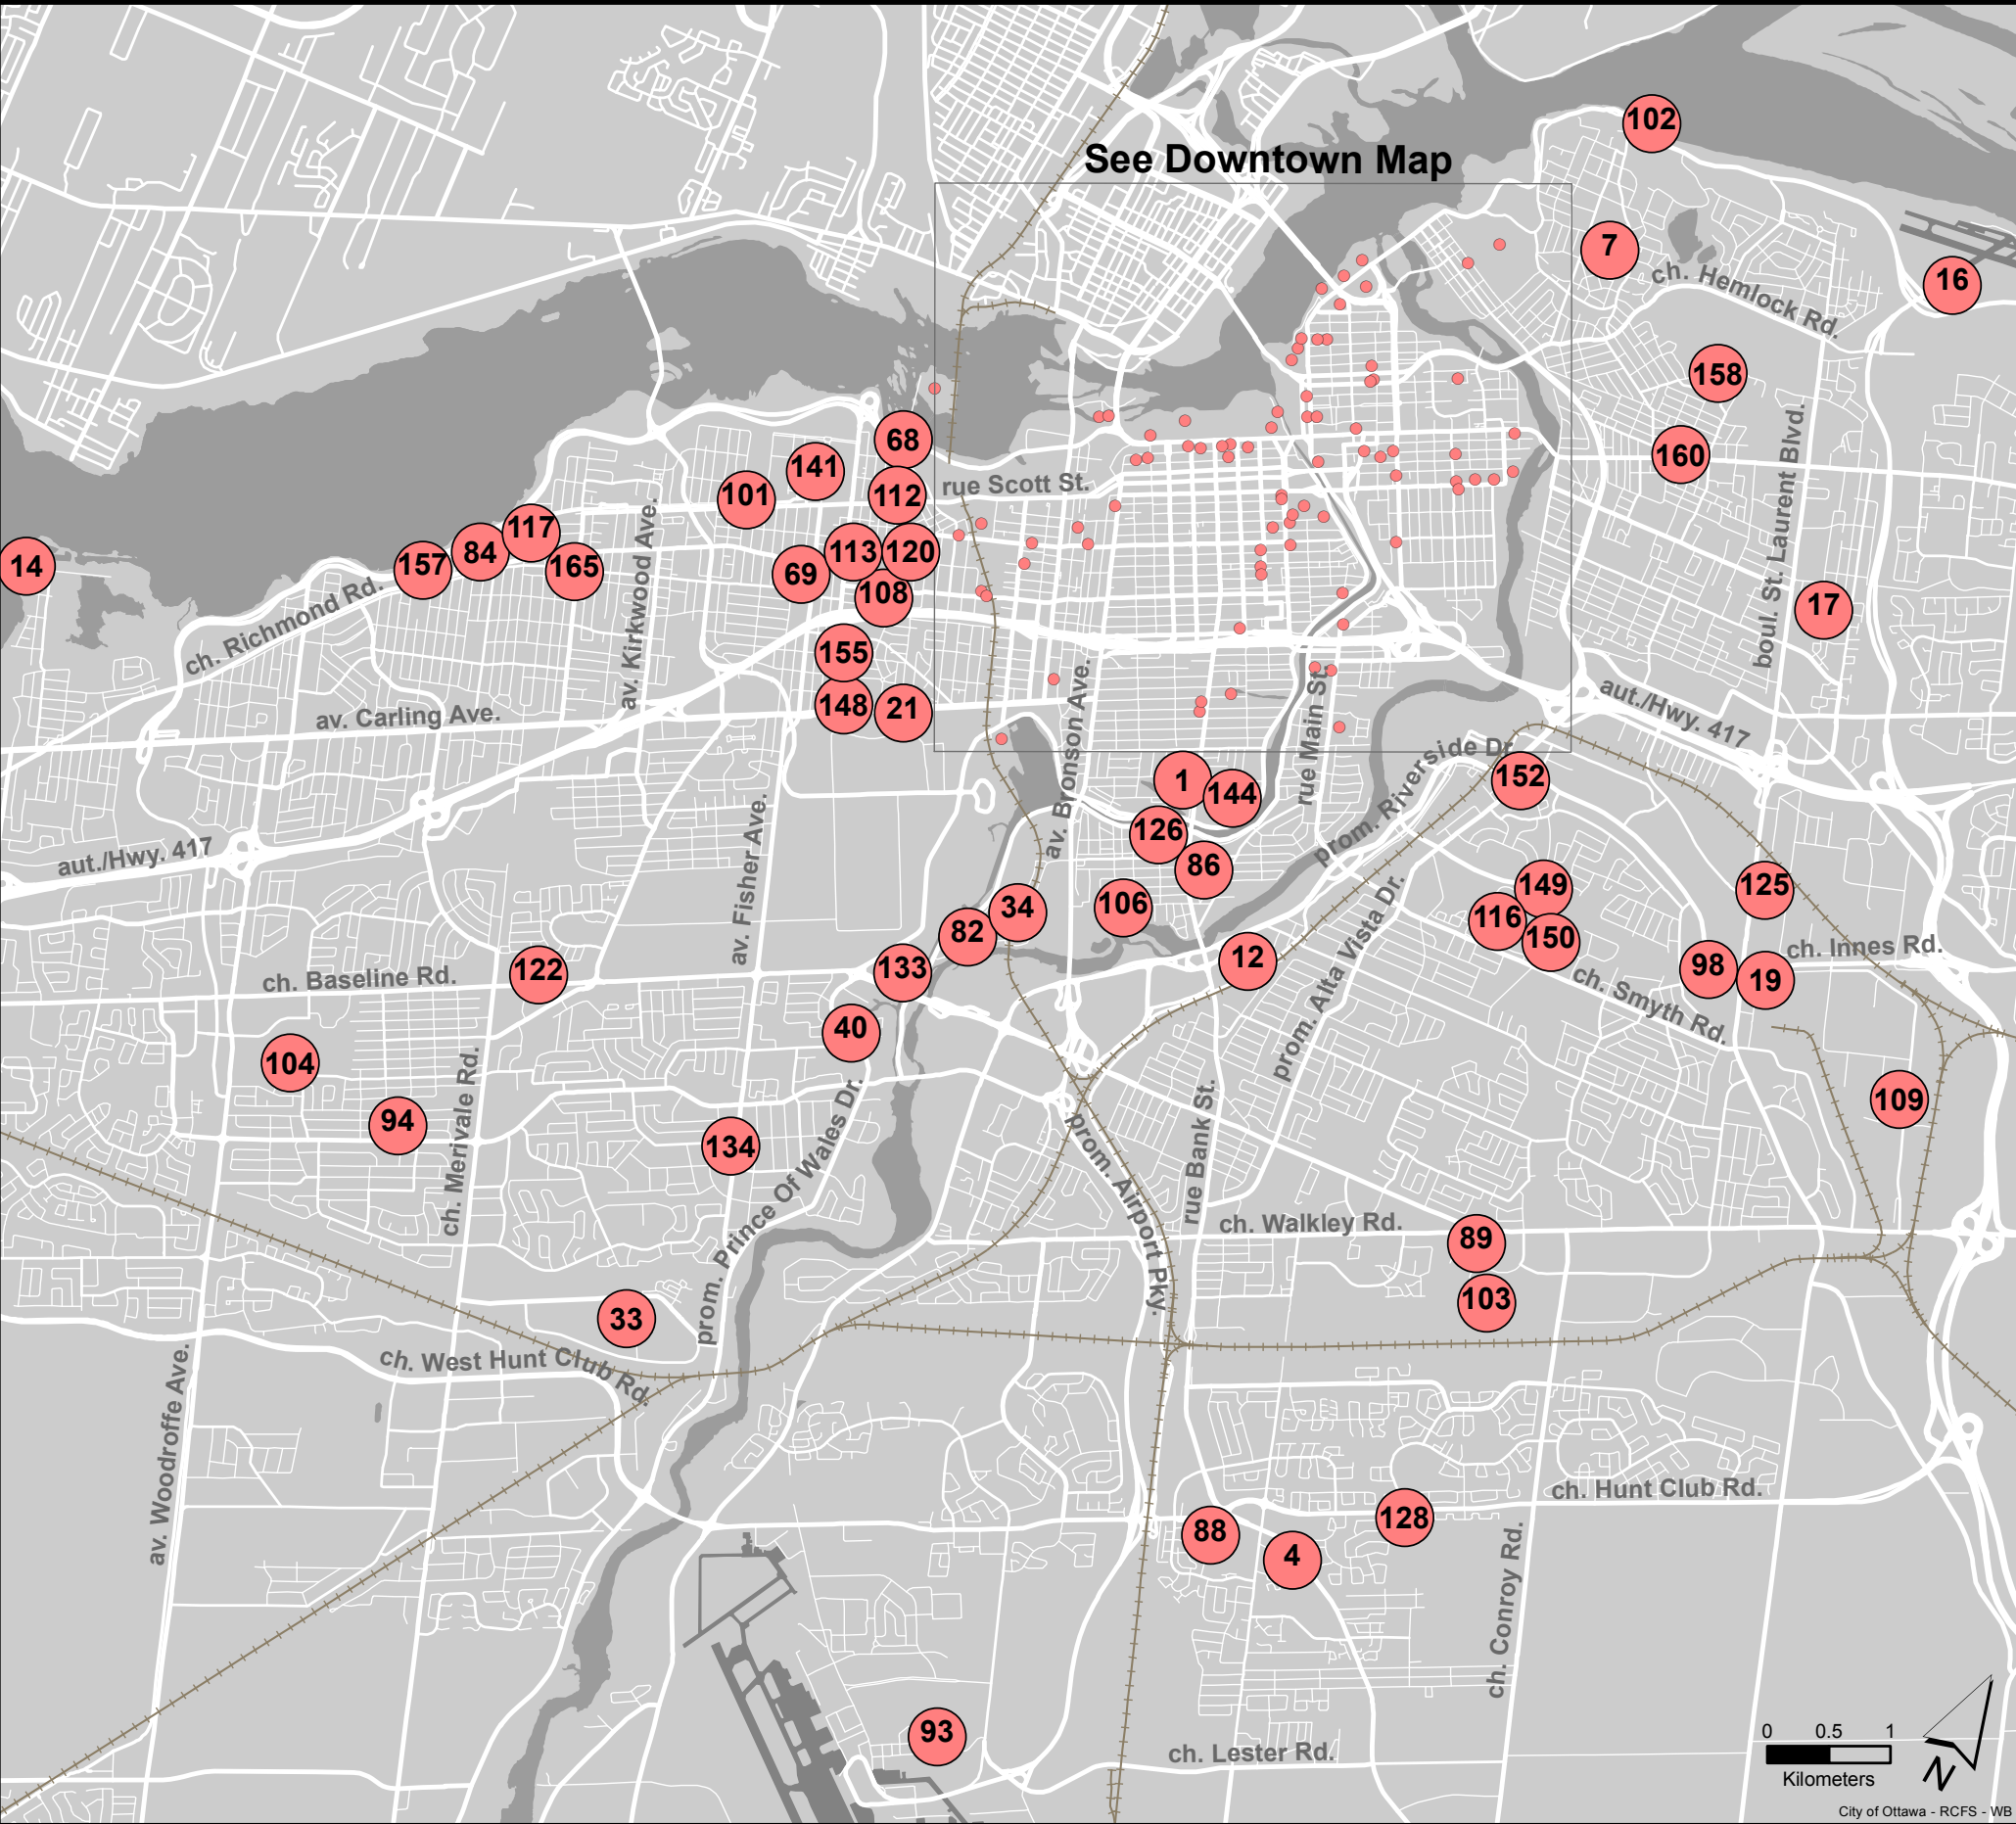 102
See Downtown Map
7
ch. Hemlock Rd.
16
158
68
141
160
101
112
rue Scott St.
117
84
113
120
14
157
165
69
108
av. Kirkwood Ave.
boul. St. Laurent Blvd.
17
ch. Richmond Rd.
155
148
21
av. Carling Ave.
av. Bronson Ave.
rue Main St.
aut./Hwy. 417
prom. Riverside Dr.
1
144
152
126
86
aut./Hwy. 417
av. Fisher Ave.
149
125
106
34
116
82
150
prom. Alta Vista Dr.
ch. Innes Rd.
12
133
122
98
19
ch. Baseline Rd.
ch. Smyth Rd.
40
104
109
94
134
ch. Merivale Rd.
prom. Prince Of Wales Dr.
prom. Airport Pky.
rue Bank St.
ch. Walkley Rd.
89
103
33
ch. West Hunt Club Rd.
av. Woodroffe Ave.
ch. Hunt Club Rd.
128
88
4
ch. Conroy Rd.
93
ch. Lester Rd.
0 0.5 1
Kilometers
N
City of Ottawa - RCFS - WB